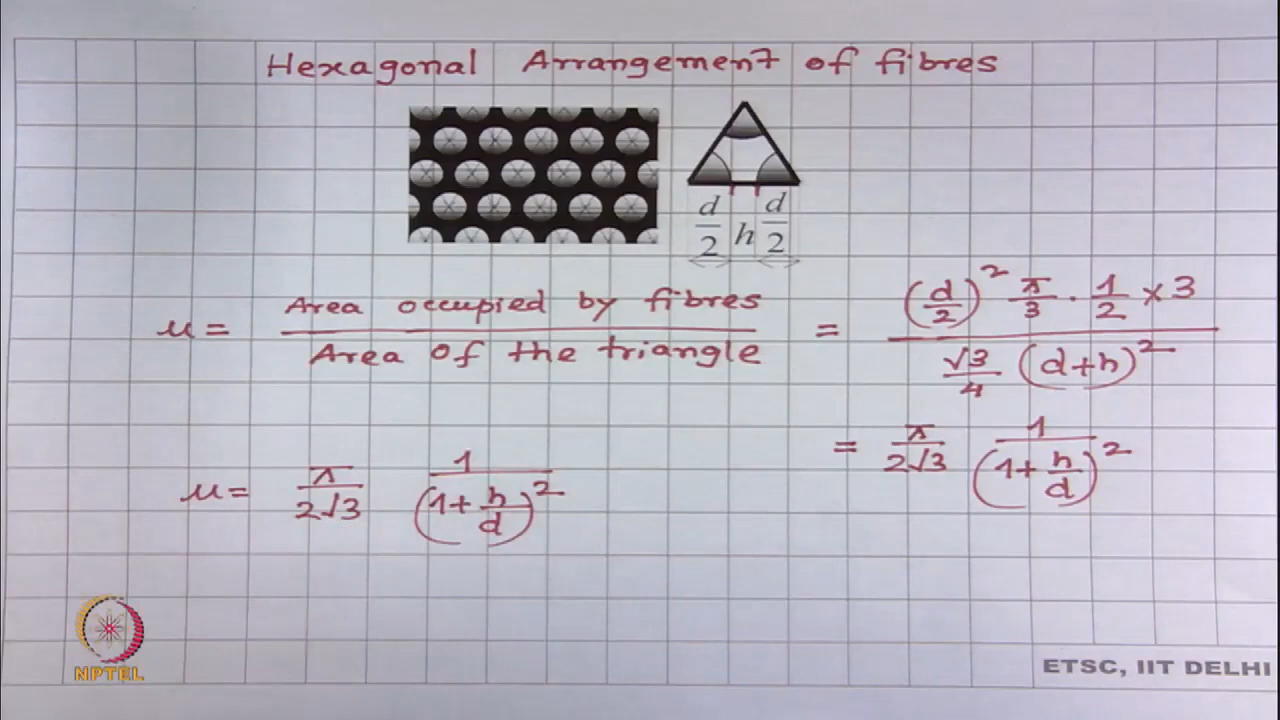 Hexagonal Arrangement of fibres
d/2 h d/2
μ = Area occupied by fibres / Area of the triangle = (d/2)² π/3 · 1/2 × 3 / √3/4 (d+h)²
= π/2√3 1/(1+h/d)²
μ = π/2√3 1/(1+h/d)²
NPTEL
ETSC, IIT DELHI